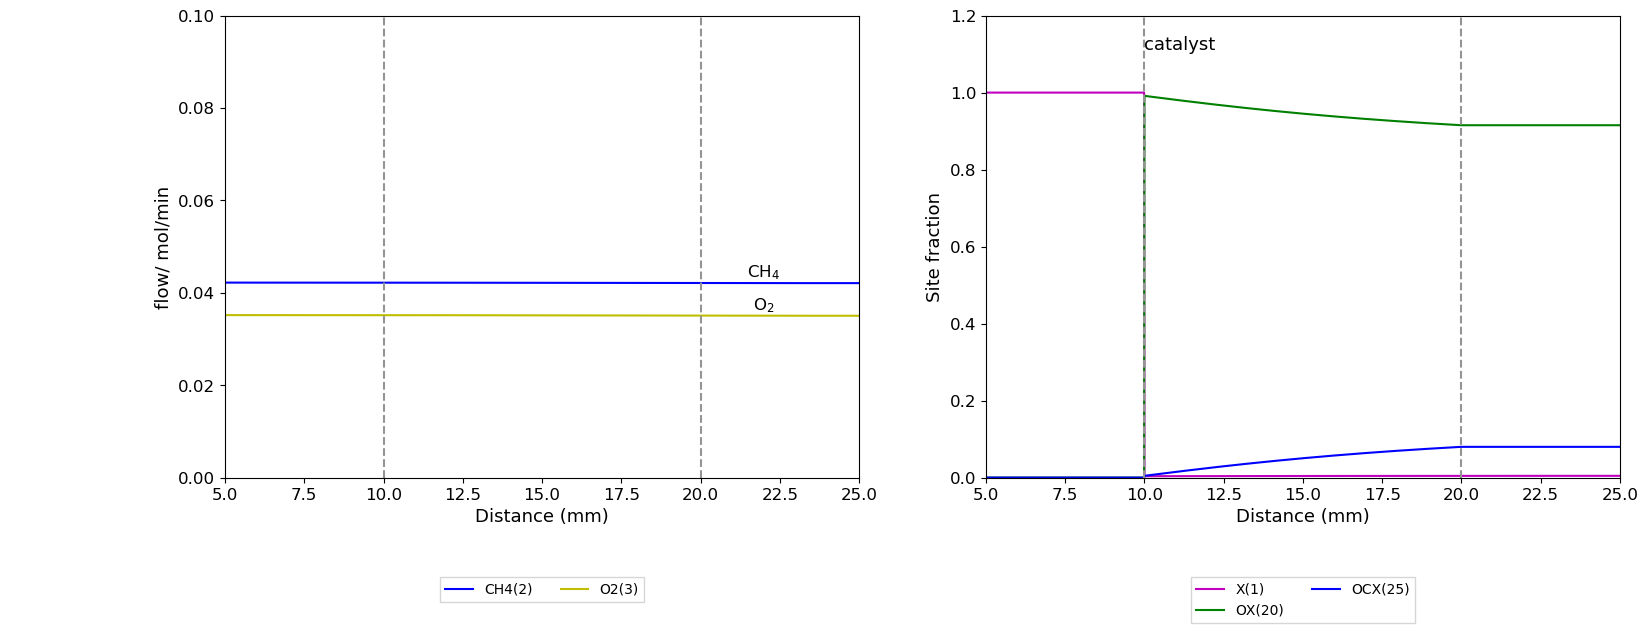 0.10
0.08
0.06
0.04
0.02
0.00
flow/ mol/min
CH4
O2
5.0 7.5 10.0 12.5 15.0 17.5 20.0 22.5 25.0
Distance (mm)
CH4(2) O2(3)
1.2
1.0
0.8
0.6
0.4
0.2
0.0
Site fraction
catalyst
5.0 7.5 10.0 12.5 15.0 17.5 20.0 22.5 25.0
Distance (mm)
X(1) OCX(25)
OX(20)